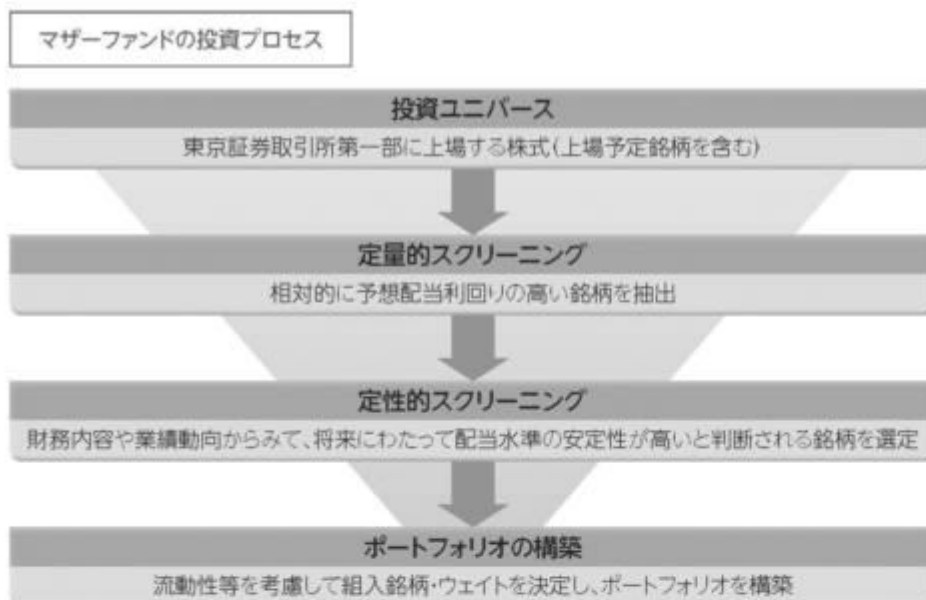 マザーファンドの投資プロセス
投資ユニバース
東京証券取引所第一部に上場する株式(上場予定銘柄を含む)
定量的スクリーニング
相対的に予想配当利回りの高い銘柄を抽出
定性的スクリーニング
財務内容や業績動向からみて、将来にわたって配当水準の安定性が高いと判断される銘柄を選定
ポートフォリオの構築
流動性等を考慮して組入銘柄・ウェイトを決定し、ポートフォリオを構築